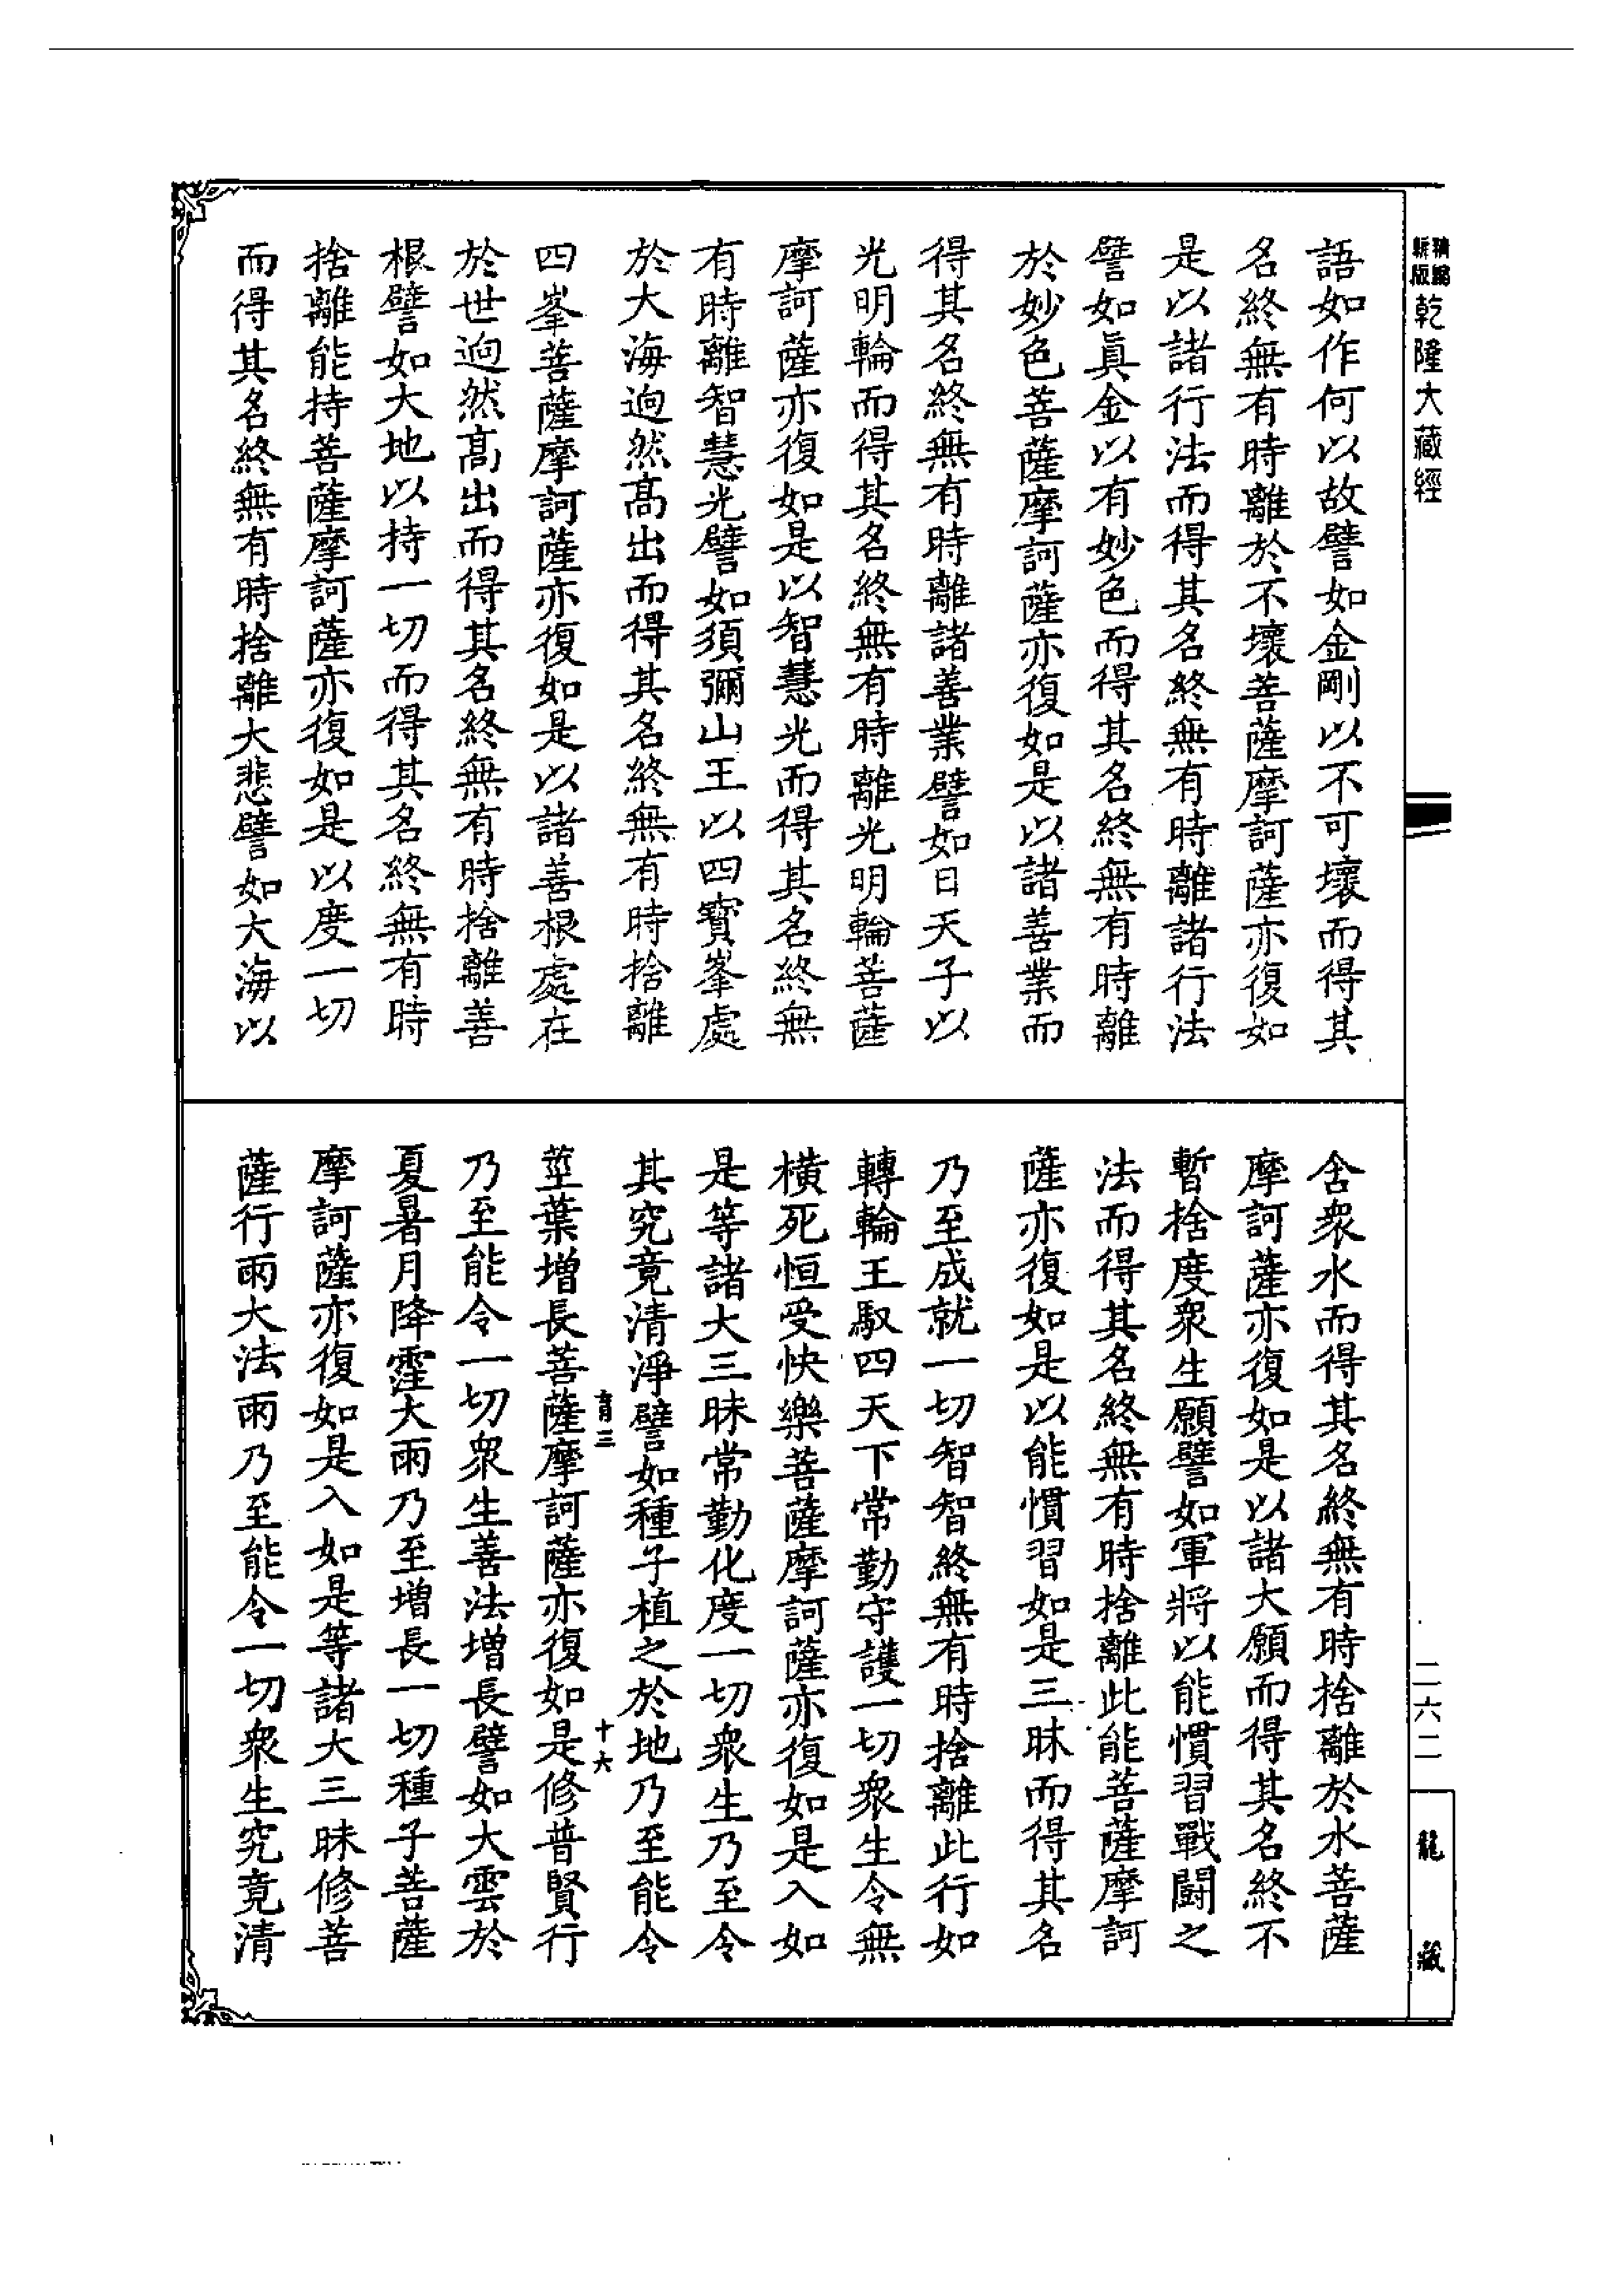 精縮
新版
乾隆大藏經
語如作何以故譬如金剛以不可壞而得其
名終無有時離於不壞菩薩摩訶薩亦復如
是以諸行法而得其名終無有時離諸行法
譬如真金以有妙色而得其名終無有時離
於妙色菩薩摩訶薩亦復如是以諸善業而
得其名終無有時離諸善業譬如日天子以
光明輪而得其名終無有時離光明輪菩薩
摩訶薩亦復如是以智慧光而得其名終無
有時離智慧光譬如須彌山王以四寶峯處
於大海逈然高出而得其名終無有時捨離
四峯菩薩摩訶薩亦復如是以諸善根處在
於世逈然高出而得其名終無有時捨離善
根譬如大地以持一切而得其名終無有時
捨離能持菩薩摩訶薩亦復如是以度一切
而得其名終無有時捨離大悲譬如大海以
含衆水而得其名終無有時捨離於水菩薩
摩訶薩亦復如是以諸大願而得其名終不
暫捨度衆生願譬如軍將以能慣習戰鬭之
法而得其名終無有時捨離此能菩薩摩訶
薩亦復如是以能慣習如是三昧而得其名
乃至成就一切智智終無有時捨離此行如
轉輪王馭四天下常勤守護一切衆生令無
橫死恒受快樂菩薩摩訶薩亦復如是入如
是等諸大三昧常勤化度一切衆生乃至令
其究竟清淨譬如種子植之於地乃至能令
莖葉增長菩薩摩訶薩亦復如是修普賢行
乃至能令一切衆生善法增長譬如大雲於
夏暑月降霔大雨乃至增長一切種子菩薩
摩訶薩亦復如是入如是等諸大三昧修菩
薩行雨大法雨乃至能令一切衆生究竟清
育三
十六
二六二
龍藏